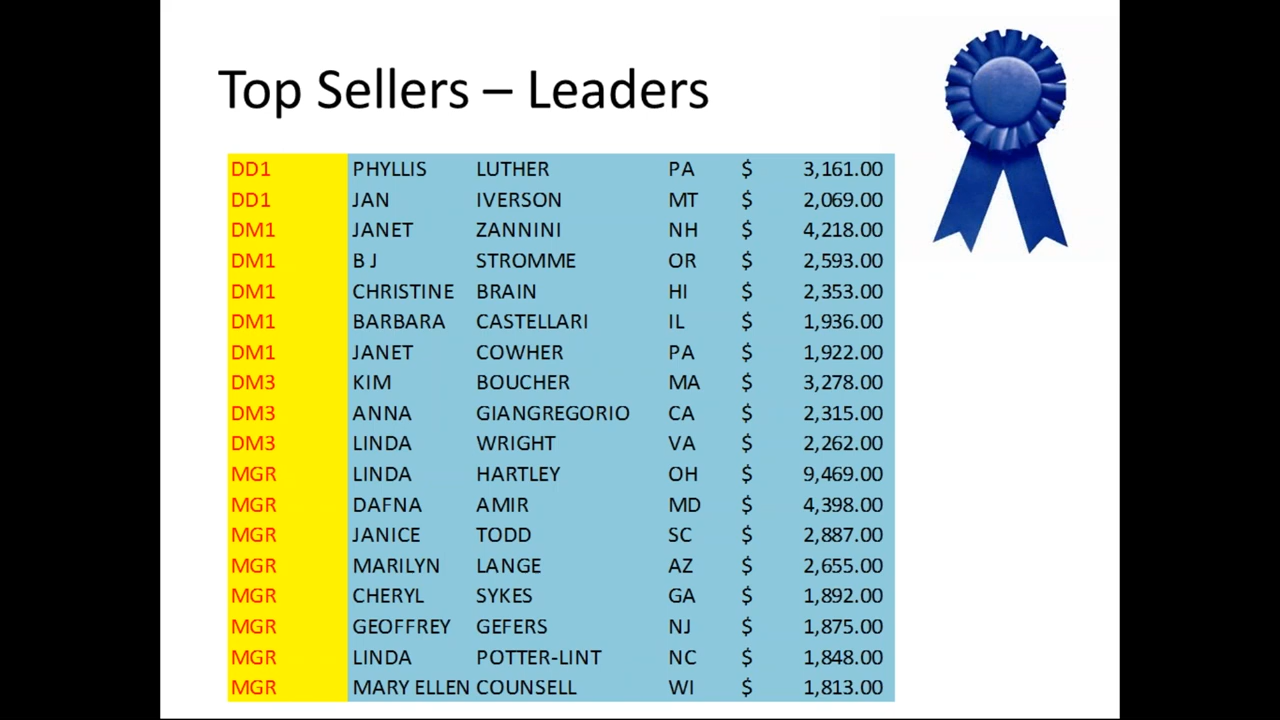 Top Sellers – Leaders
DD1 PHYLLIS LUTHER PA $ 3,161.00
DD1 JAN IVERSON MT $ 2,069.00
DM1 JANET ZANNINI NH $ 4,218.00
DM1 B J STROMME OR $ 2,593.00
DM1 CHRISTINE BRAIN HI $ 2,353.00
DM1 BARBARA CASTELLARI IL $ 1,936.00
DM1 JANET COWHER PA $ 1,922.00
DM3 KIM BOUCHER MA $ 3,278.00
DM3 ANNA GIANGREGORIO CA $ 2,315.00
DM3 LINDA WRIGHT VA $ 2,262.00
MGR LINDA HARTLEY OH $ 9,469.00
MGR DAFNA AMIR MD $ 4,398.00
MGR JANICE TODD SC $ 2,887.00
MGR MARILYN LANGE AZ $ 2,655.00
MGR CHERYL SYKES GA $ 1,892.00
MGR GEOFFREY GEFERS NJ $ 1,875.00
MGR LINDA POTTER-LINT NC $ 1,848.00
MGR MARY ELLEN COUNSELL WI $ 1,813.00